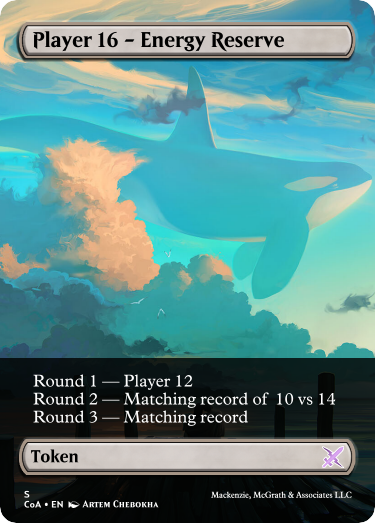 Player 16 – Energy Reserve
Round 1 — Player 12
Round 2 — Matching record of 10 vs 14
Round 3 — Matching record
Token
S
CoA • EN Artem Chebokha
Mackenzie, McGrath & Associates LLC